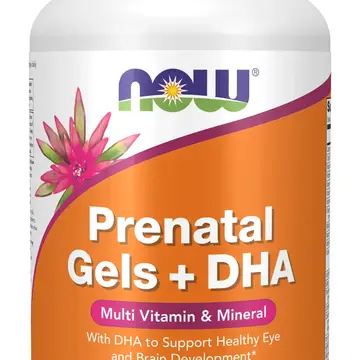 NOW®
Prenatal
Gels + DHA
Multi Vitamin & Mineral
With DHA to Support Healthy Eye
and Brain Development*